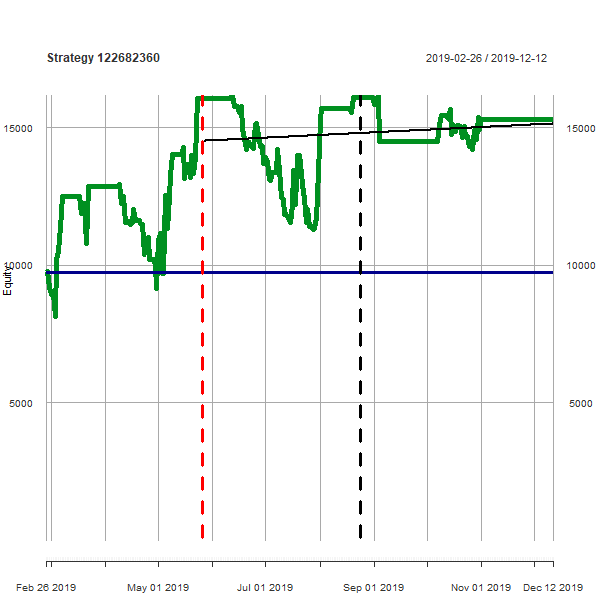 Strategy 122682360
2019-02-26 / 2019-12-12
15000
15000
10000
10000
Equity
5000
5000
Feb 26 2019
May 01 2019
Jul 01 2019
Sep 01 2019
Nov 01 2019
Dec 12 2019